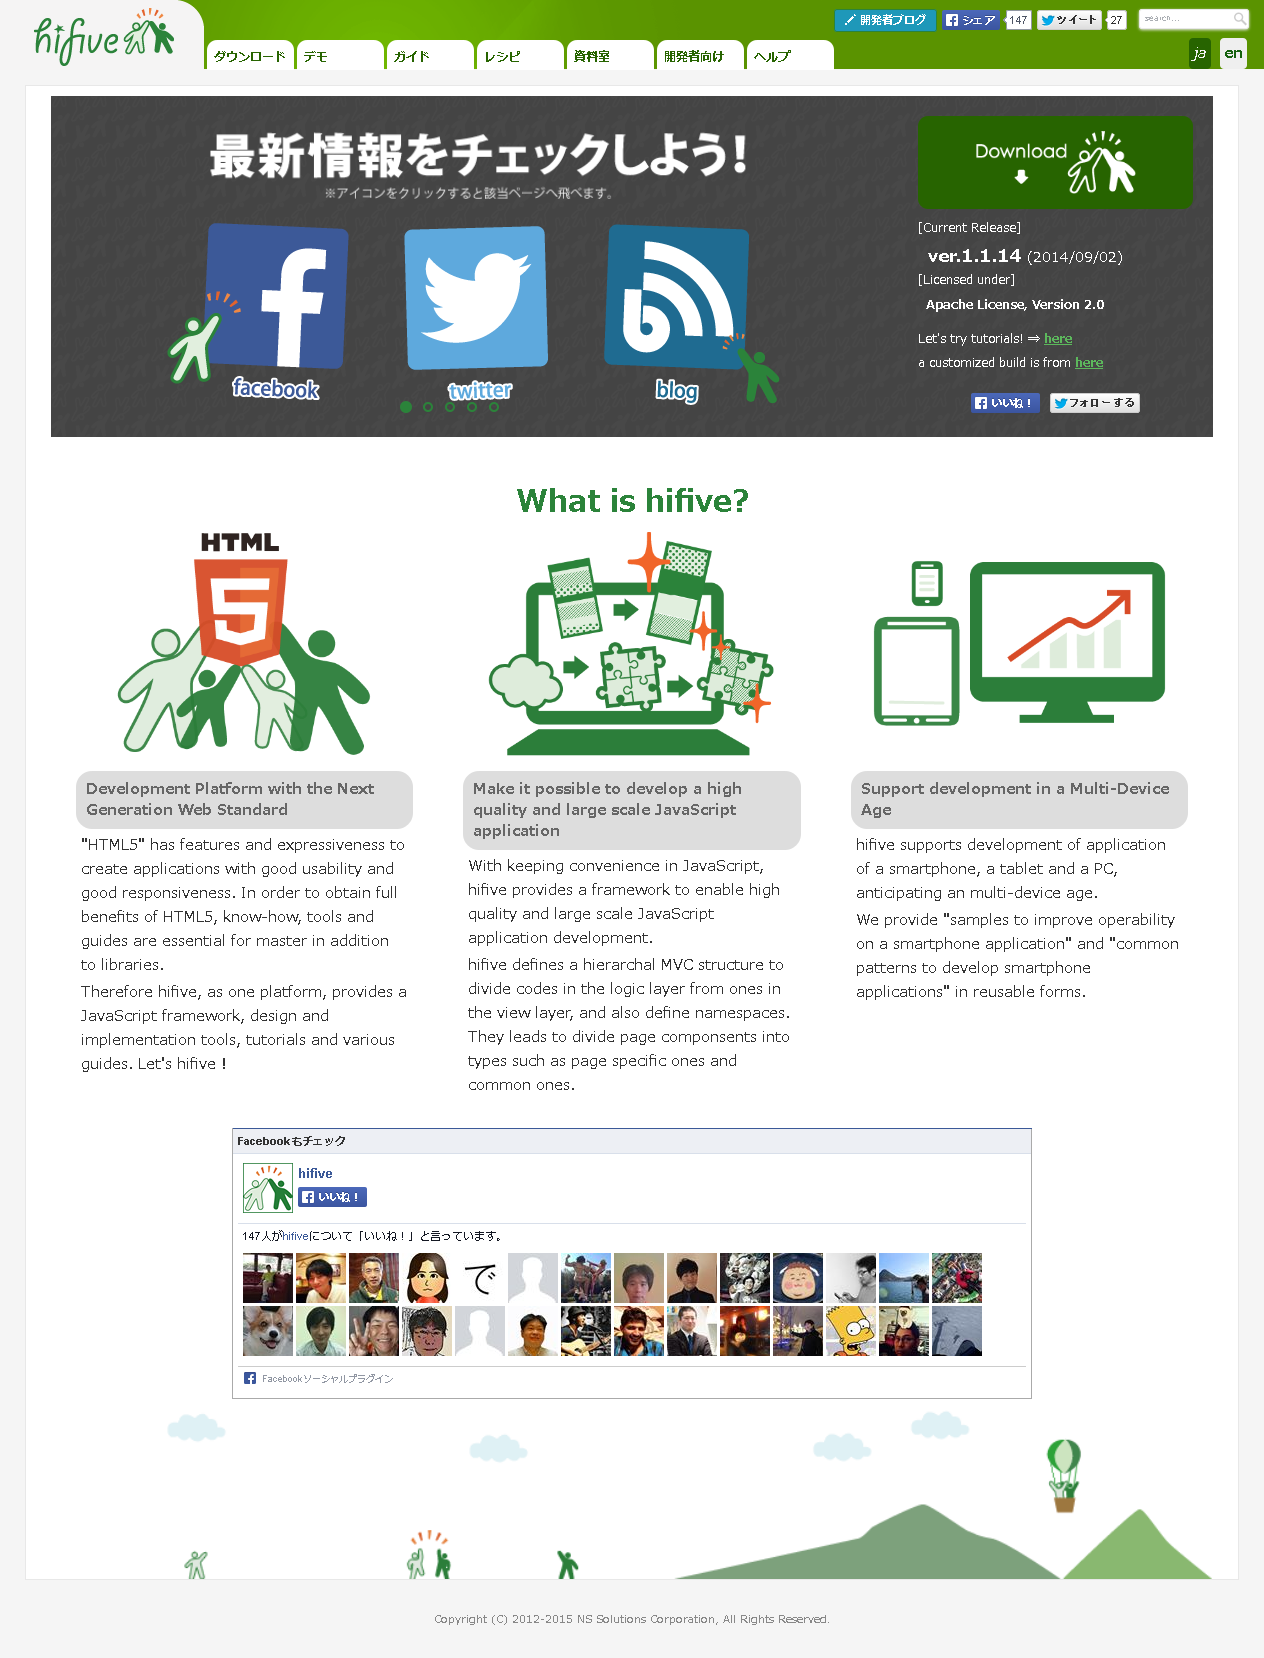 hifive
開発者ブログ
シェア
147
ツイート
27
search...
ダウンロード
デモ
ガイド
レシピ
資料室
開発者向け
ヘルプ
ja
en
最新情報をチェックしよう!
※アイコンをクリックすると該当ページへ飛べます。
facebook
twitter
blog
Download
[Current Release]
ver.1.1.14 (2014/09/02)
[Licensed under]
Apache License, Version 2.0
Let's try tutorials! ⇒ here
a customized build is from here
いいね！
フォローする
What is hifive?
HTML
5
Development Platform with the Next
Generation Web Standard
"HTML5" has features and expressiveness to
create applications with good usability and
good responsiveness. In order to obtain full
benefits of HTML5, know-how, tools and
guides are essential for master in addition
to libraries.
Therefore hifive, as one platform, provides a
JavaScript framework, design and
implementation tools, tutorials and various
guides. Let's hifive !
Make it possible to develop a high
quality and large scale JavaScript
application
With keeping convenience in JavaScript,
hifive provides a framework to enable high
quality and large scale JavaScript
application development.
hifive defines a hierarchal MVC structure to
divide codes in the logic layer from ones in
the view layer, and also define namespaces.
They leads to divide page components into
types such as page specific ones and
common ones.
Support development in a Multi-Device
Age
hifive supports development of application
of a smartphone, a tablet and a PC,
anticipating an multi-device age.
We provide "samples to improve operability
on a smartphone application" and "common
patterns to develop smartphone
applications" in reusable forms.
Facebookもチェック
hifive
いいね！
147人がhifiveについて「いいね！」と言っています。
で
Facebookソーシャルプラグイン
Copyright (C) 2012-2015 NS Solutions Corporation, All Rights Reserved.